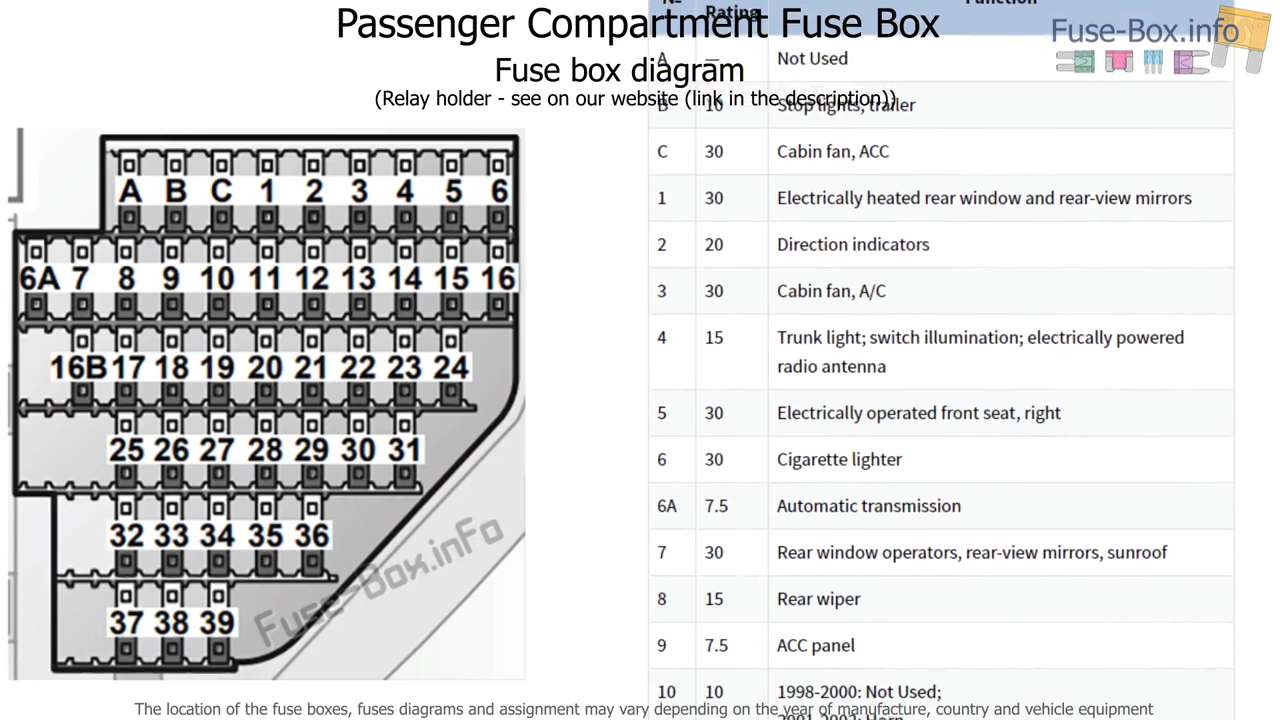 Passenger Compartment Fuse Box
Fuse box diagram
(Relay holder - see on our website (link in the description))
Fuse-Box.info
A B C 1 2 3 4 5 6
6A 7 8 9 10 11 12 13 14 15 16
16B 17 18 19 20 21 22 23 24
25 26 27 28 29 30 31
32 33 34 35 36
37 38 39
Fuse-Box.inFo
Rating Function
A — Not Used
B 10 Stop lights, trailer
C 30 Cabin fan, ACC
1 30 Electrically heated rear window and rear-view mirrors
2 20 Direction indicators
3 30 Cabin fan, A/C
4 15 Trunk light; switch illumination; electrically powered
radio antenna
5 30 Electrically operated front seat, right
6 30 Cigarette lighter
6A 7.5 Automatic transmission
7 30 Rear window operators, rear-view mirrors, sunroof
8 15 Rear wiper
9 7.5 ACC panel
10 10 1998-2000: Not Used;
2001-2002: Horn
The location of the fuse boxes, fuses diagrams and assignment may vary depending on the year of manufacture, country and vehicle equipment